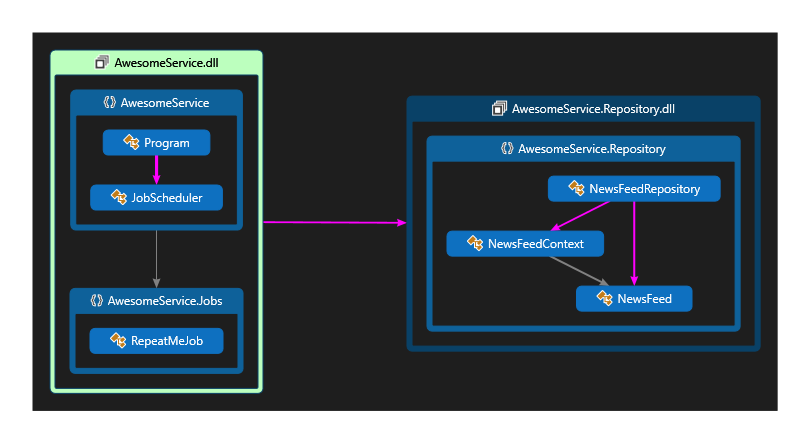 AwesomeService.dll
AwesomeService
Program
JobScheduler
AwesomeService.Jobs
RepeatMeJob
AwesomeService.Repository.dll
AwesomeService.Repository
NewsFeedRepository
NewsFeedContext
NewsFeed